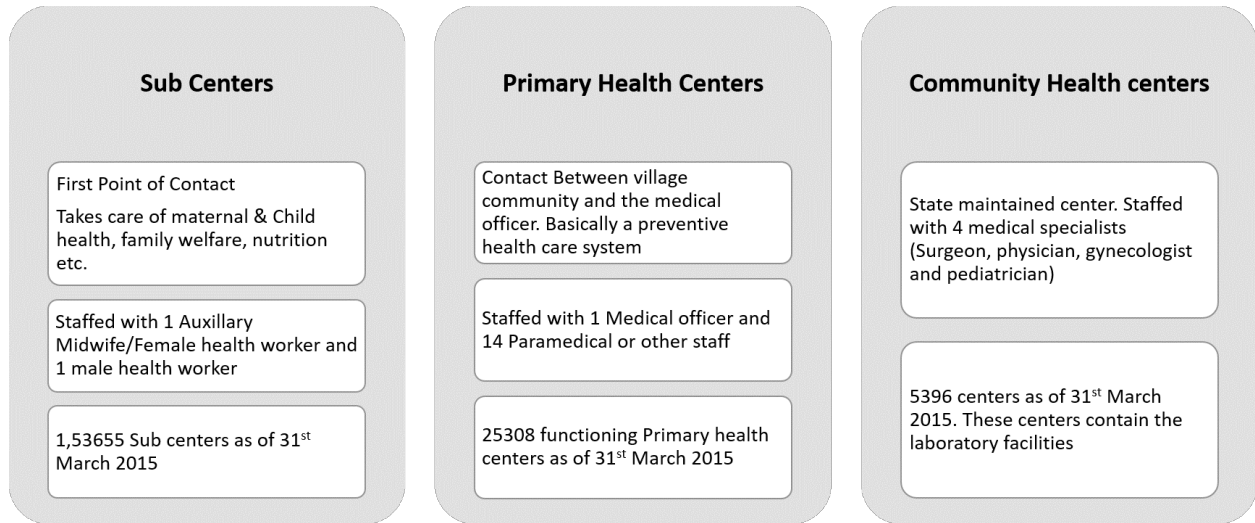 Sub Centers
First Point of Contact
Takes care of maternal & Child
health, family welfare, nutrition
etc.
Staffed with 1 Auxillary
Midwife/Female health worker and
1 male health worker
1,53655 Sub centers as of 31st
March 2015
Primary Health Centers
Contact Between village
community and the medical
officer. Basically a preventive
health care system
Staffed with 1 Medical officer and
14 Paramedical or other staff
25308 functioning Primary health
centers as of 31st March 2015
Community Health centers
State maintained center. Staffed
with 4 medical specialists
(Surgeon, physician, gynecologist
and pediatrician)
5396 centers as of 31st March
2015. These centers contain the
laboratory facilities